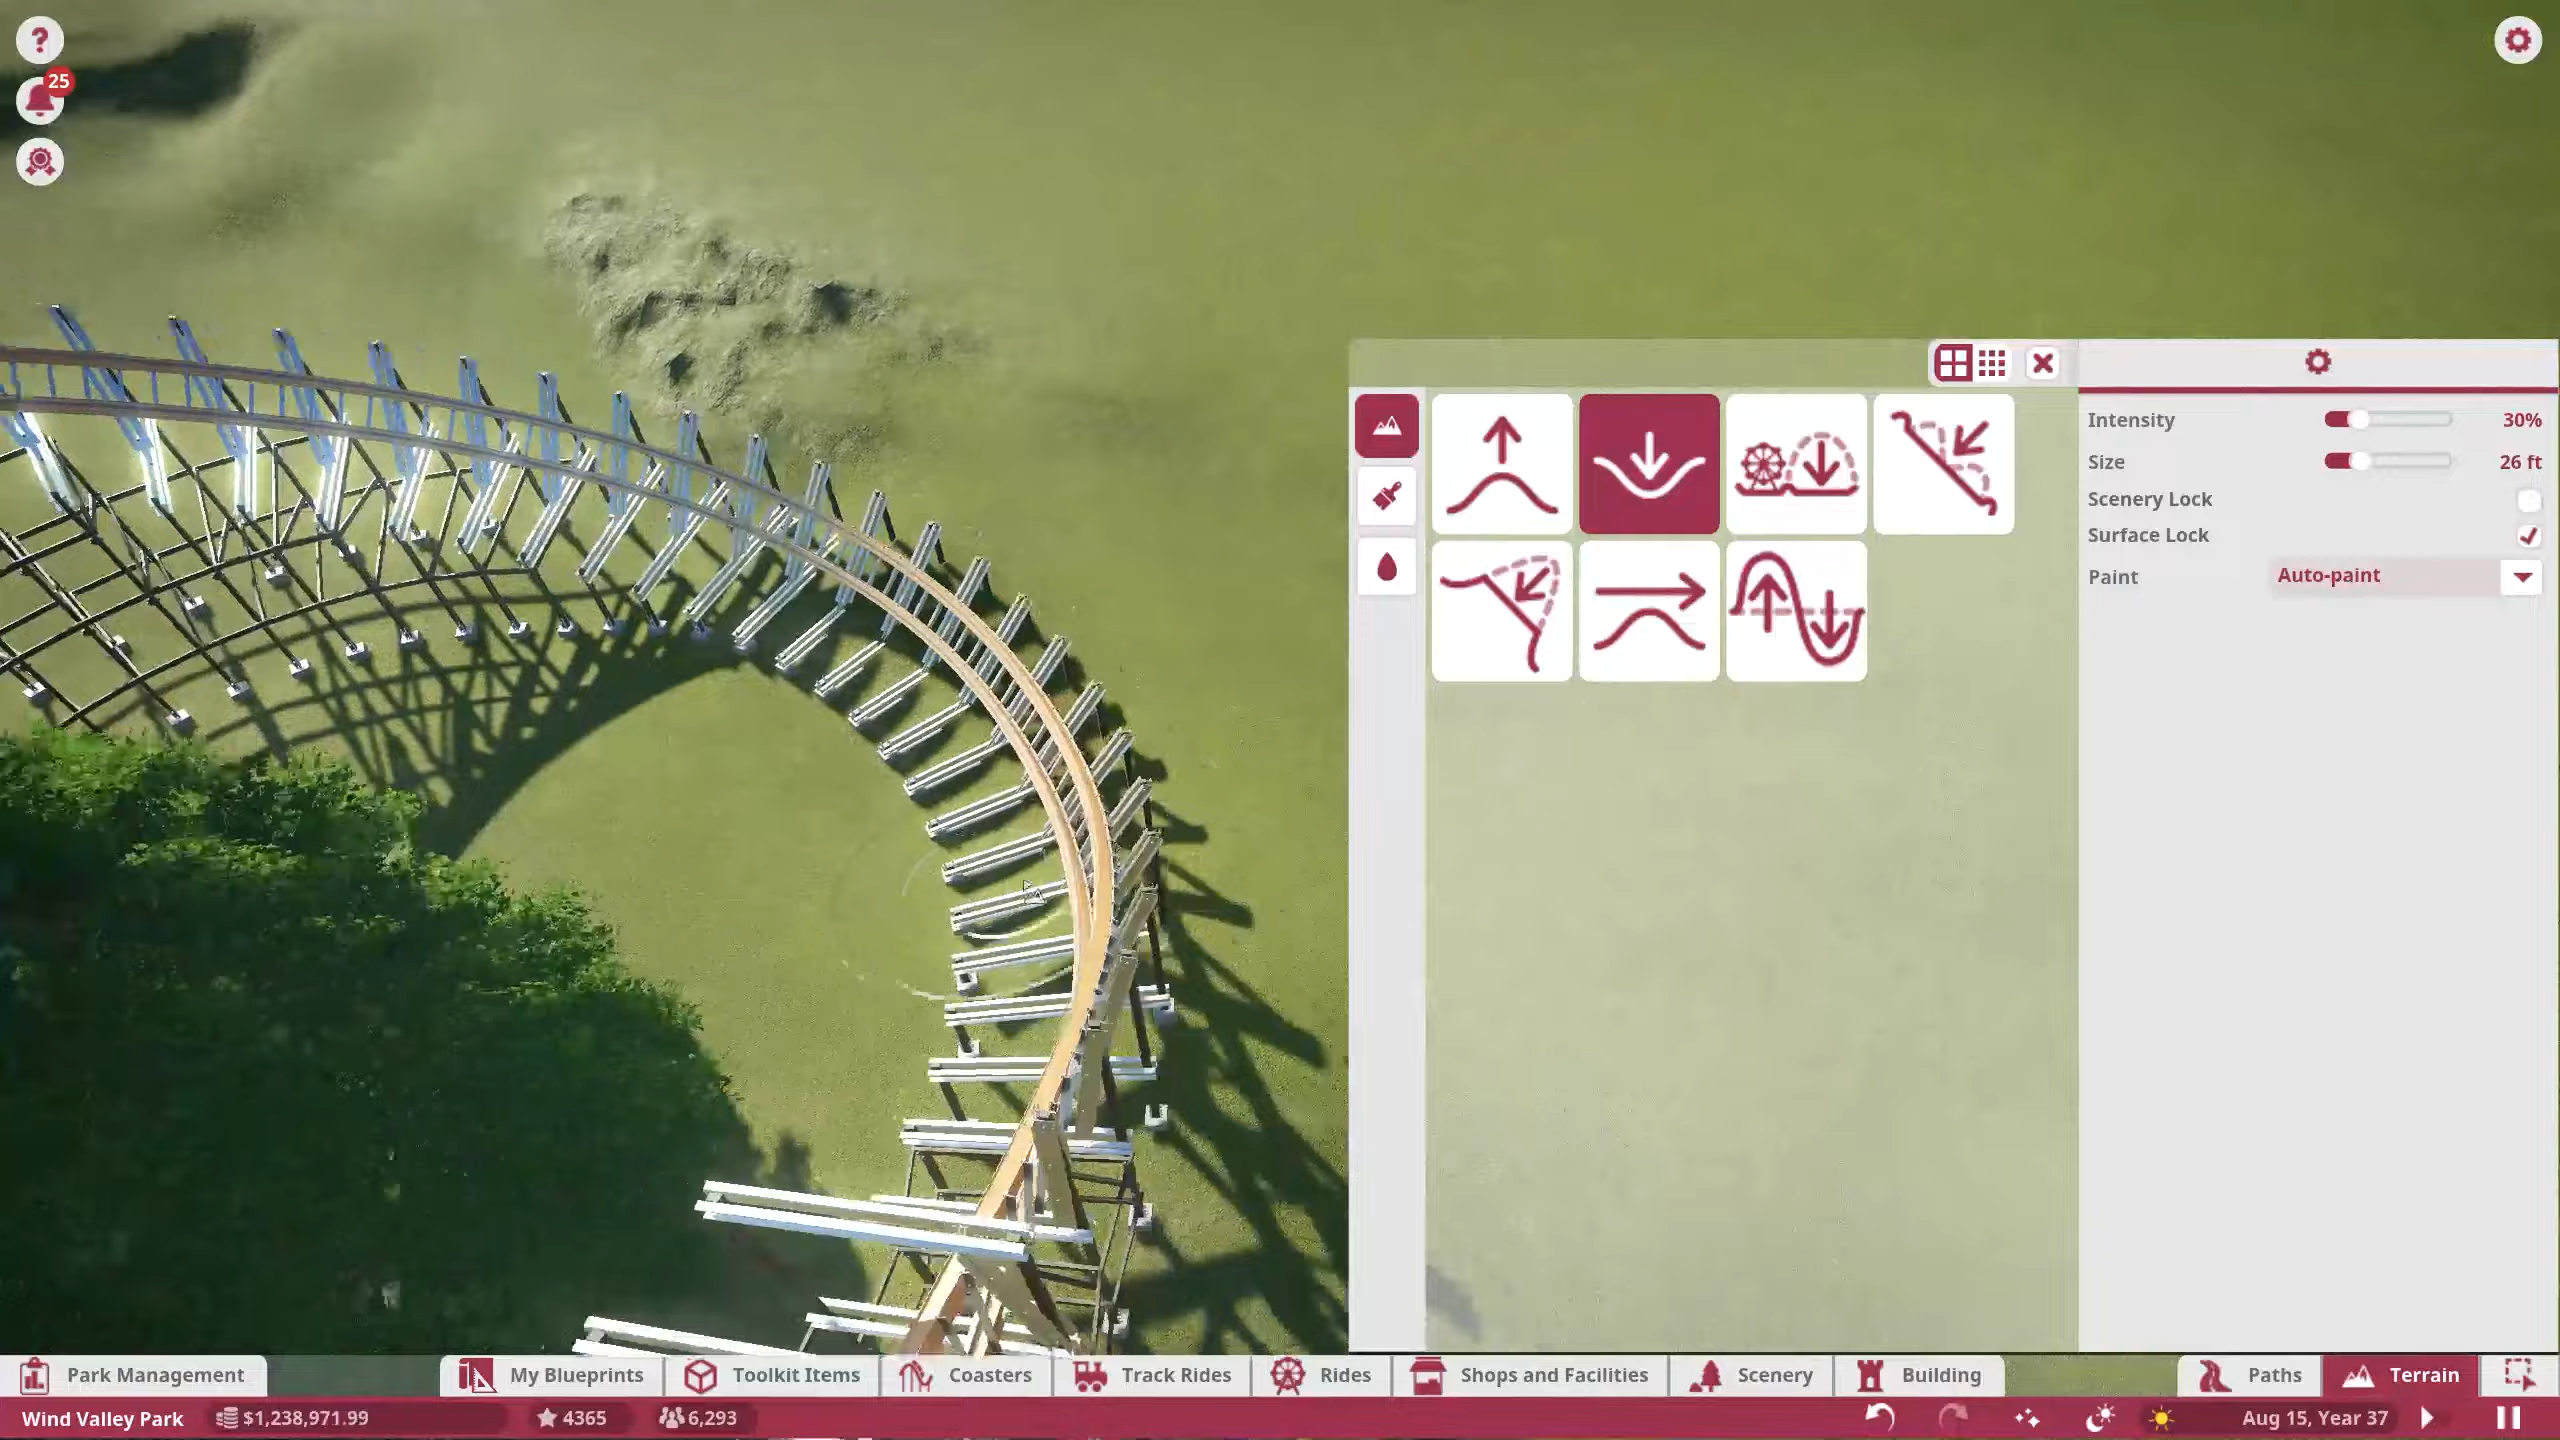 ?
25
Intensity 30%
Size 26 ft
Scenery Lock
Surface Lock
Paint Auto-paint
Park Management My Blueprints Toolkit Items Coasters Track Rides Rides Shops and Facilities Scenery Building Paths Terrain
Wind Valley Park $1,238,971.99 4365 6,293 Aug 15, Year 37